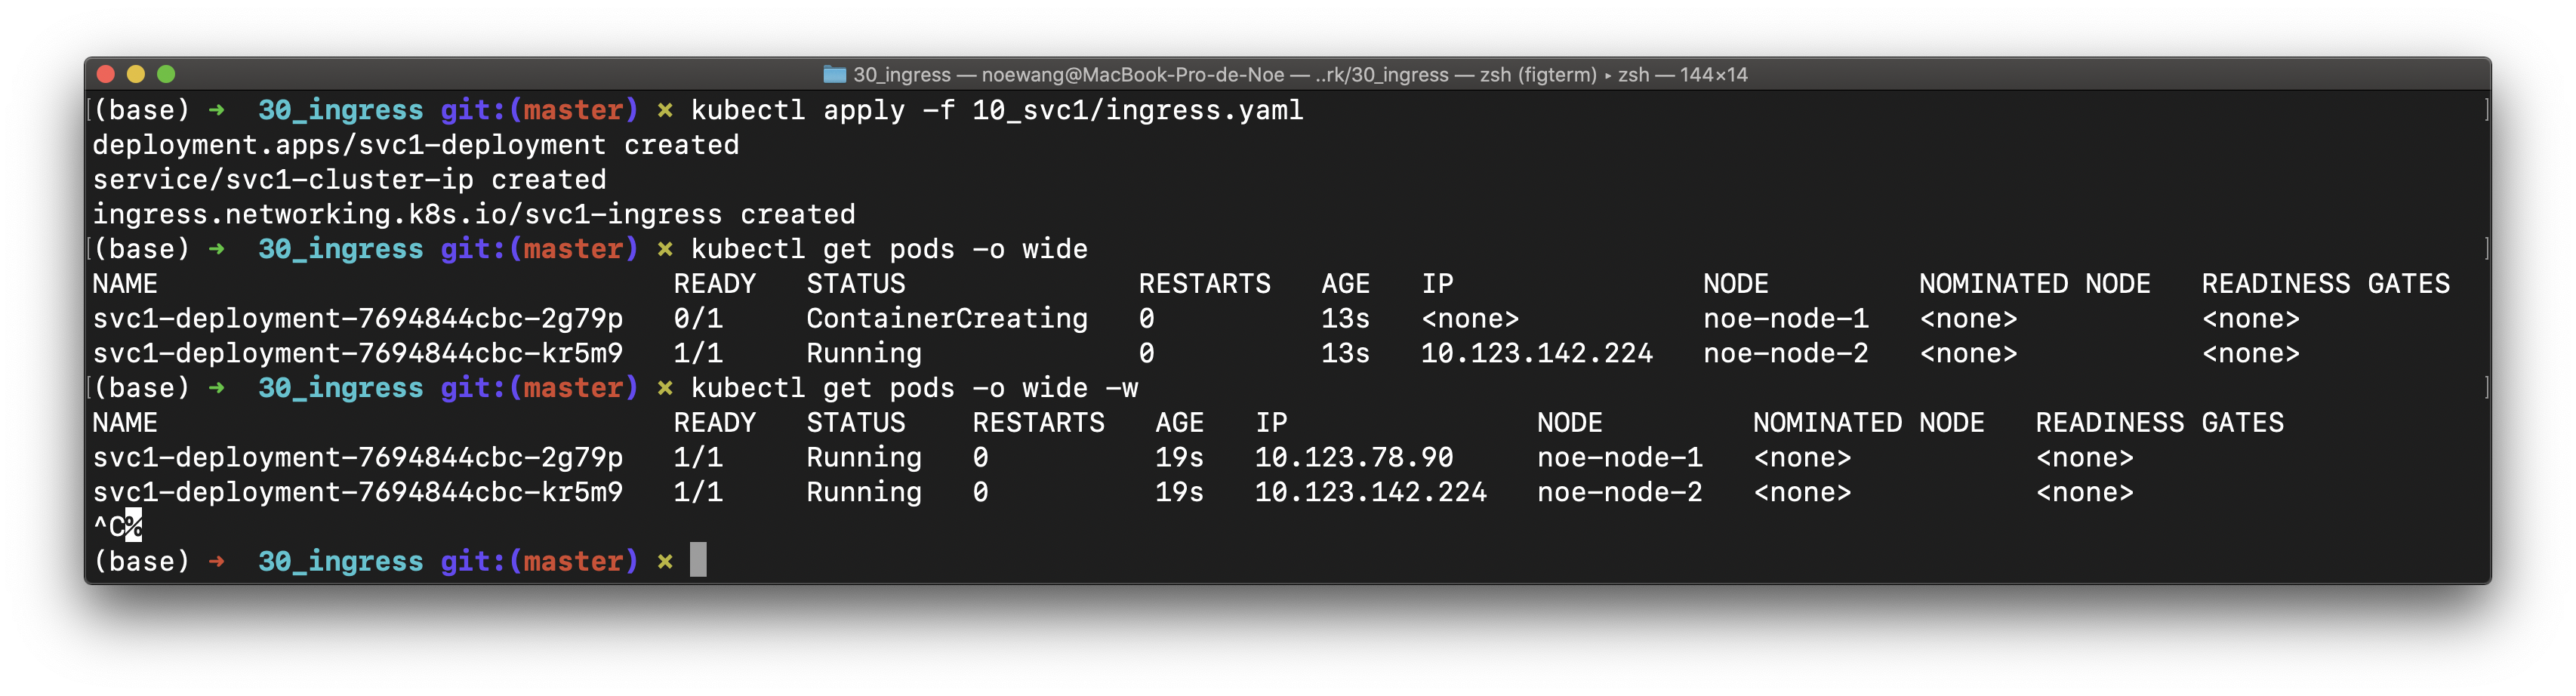 30_ingress — noewang@MacBook-Pro-de-Noe — ..rk/30_ingress — zsh (figterm) ▸ zsh — 144×14
[(base) ➜  30_ingress git:(master) ✗ kubectl apply -f 10_svc1/ingress.yaml ]
deployment.apps/svc1-deployment created
service/svc1-cluster-ip created
ingress.networking.k8s.io/svc1-ingress created
[(base) ➜  30_ingress git:(master) ✗ kubectl get pods -o wide ]
NAME                               READY   STATUS              RESTARTS   AGE   IP               NODE         NOMINATED NODE   READINESS GATES
svc1-deployment-7694844cbc-2g79p   0/1     ContainerCreating   0          13s   <none>           noe-node-1   <none>           <none>
svc1-deployment-7694844cbc-kr5m9   1/1     Running             0          13s   10.123.142.224   noe-node-2   <none>           <none>
[(base) ➜  30_ingress git:(master) ✗ kubectl get pods -o wide -w ]
NAME                               READY   STATUS    RESTARTS   AGE   IP               NODE         NOMINATED NODE   READINESS GATES
svc1-deployment-7694844cbc-2g79p   1/1     Running   0          19s   10.123.78.90     noe-node-1   <none>           <none>
svc1-deployment-7694844cbc-kr5m9   1/1     Running   0          19s   10.123.142.224   noe-node-2   <none>           <none>
^C%
(base) ➜  30_ingress git:(master) ✗